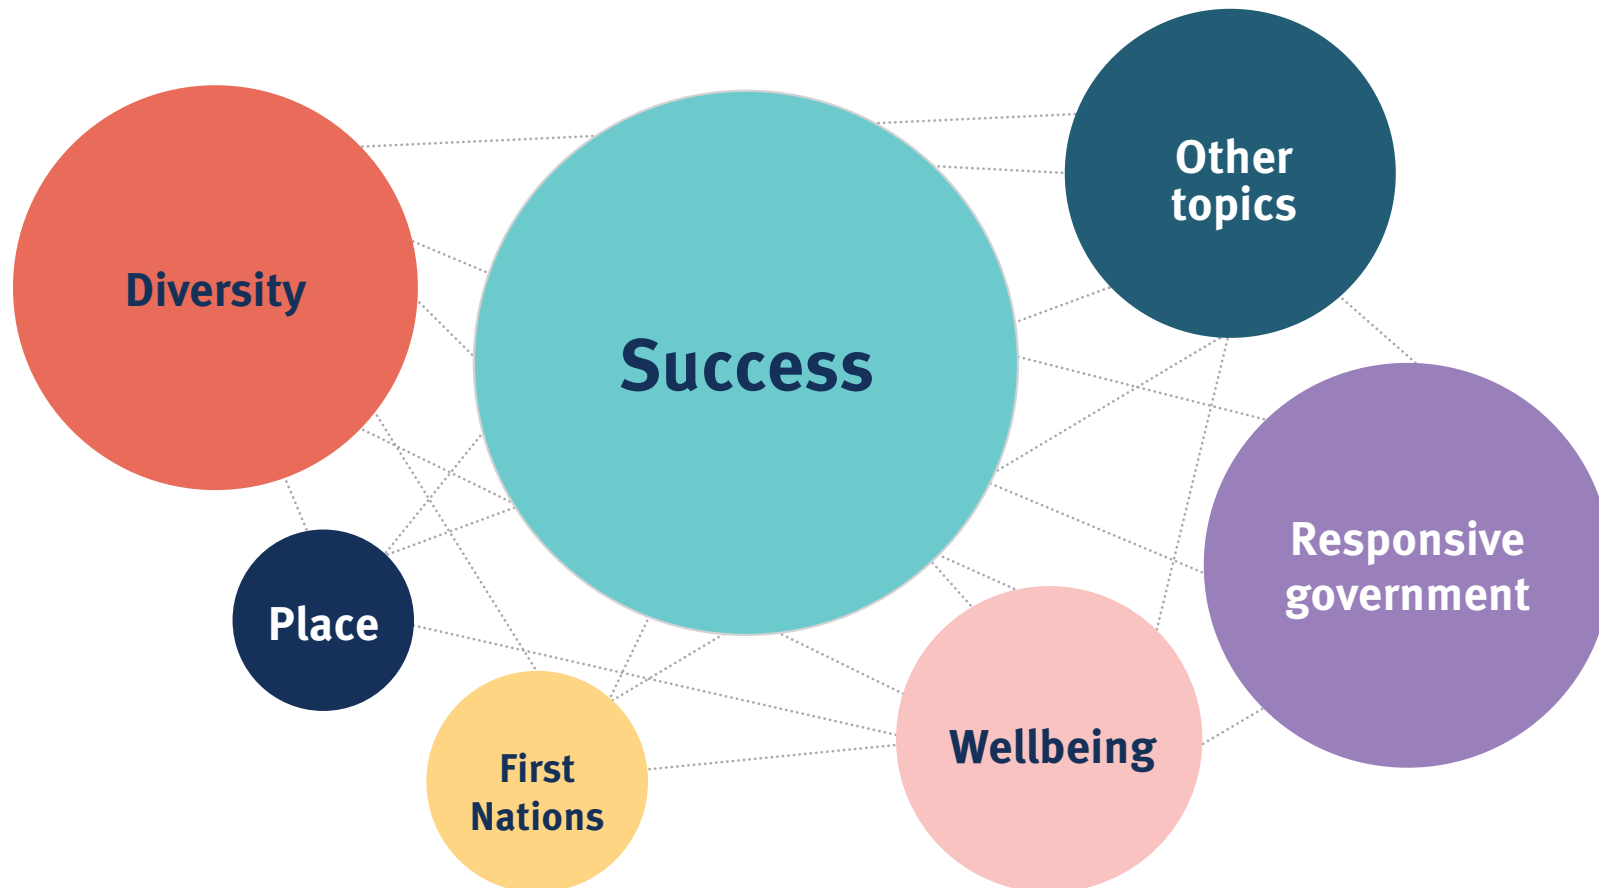 Other
topics
Diversity
Success
Responsive
government
Place
Wellbeing
First
Nations